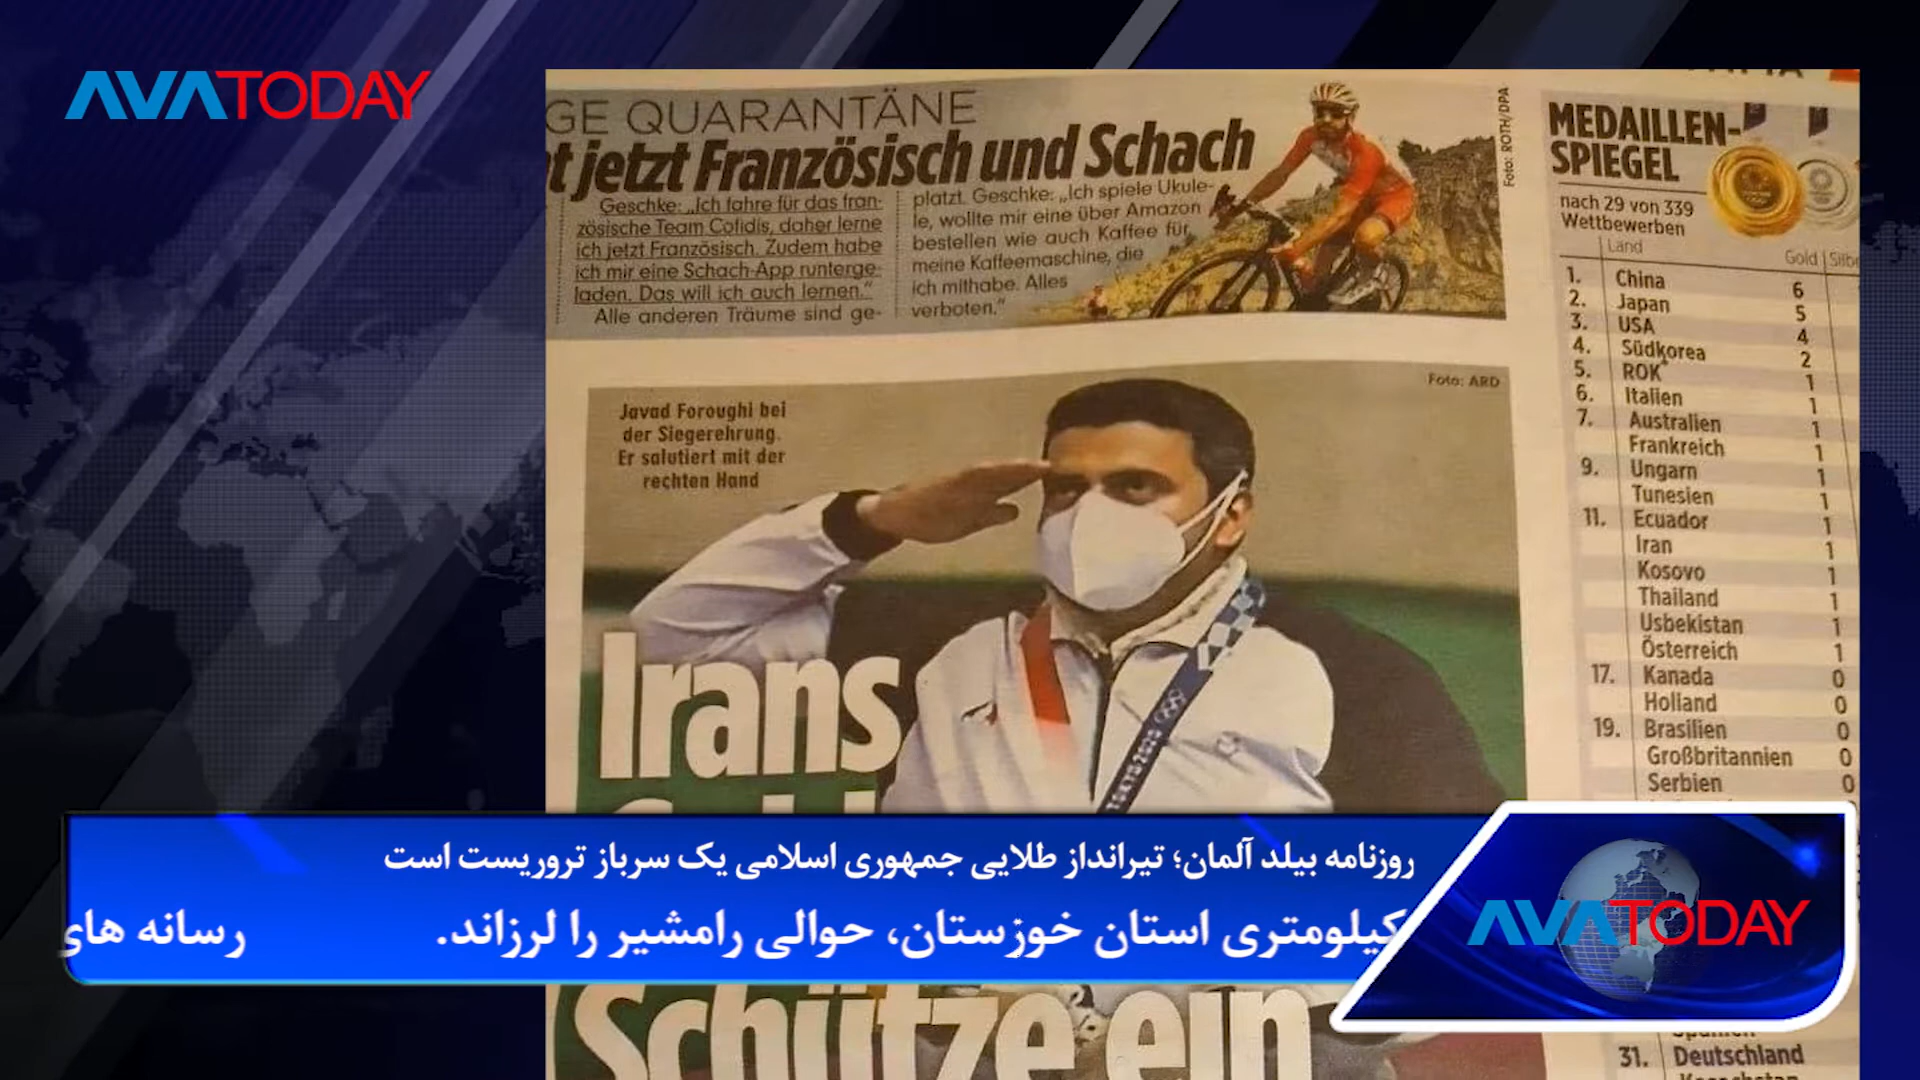 AVATODAY
GE QUARANTÄNE
t jetzt Französisch und Schach
Geschke: „Ich fahre für das fran-
zösische Team Cofidis, daher lerne
ich jetzt Französisch. Zudem habe
ich mir eine Schach-App runterge-
laden. Das will ich auch lernen.“
Alle anderen Träume sind ge-
platzt. Geschke: „Ich spiele Ukule-
le, wollte mir eine über Amazon
bestellen wie auch Kaffee für
meine Kaffeemaschine, die
ich mithabe. Alles
verboten.“
Foto: ROTH/DPA
MEDAILLEN-
SPIEGEL
nach 29 von 339
Wettbewerben
Land Gold Silbe
1. China 6
2. Japan 5
3. USA 4
4. Südkorea 2
5. ROK* 1
6. Italien 1
7. Australien 1
Frankreich 1
9. Ungarn 1
Tunesien 1
11. Ecuador 1
Iran 1
Kosovo 1
Thailand 1
Usbekistan 1
Österreich 1
17. Kanada 0
Holland 0
19. Brasilien 0
Großbritannien 0
Serbien 0
31. Deutschland
Foto: ARD
Javad Foroughi bei
der Siegerehrung.
Er salutiert mit der
rechten Hand
Irans
Schütze ein
TOKYO 2020
روزنامه بیلد آلمان؛ تیرانداز طلایی جمهوری اسلامی یک سرباز تروریست است
کیلومتری استان خوزستان، حوالی رامشیر را لرزاند. رسانه های
AVATODAY